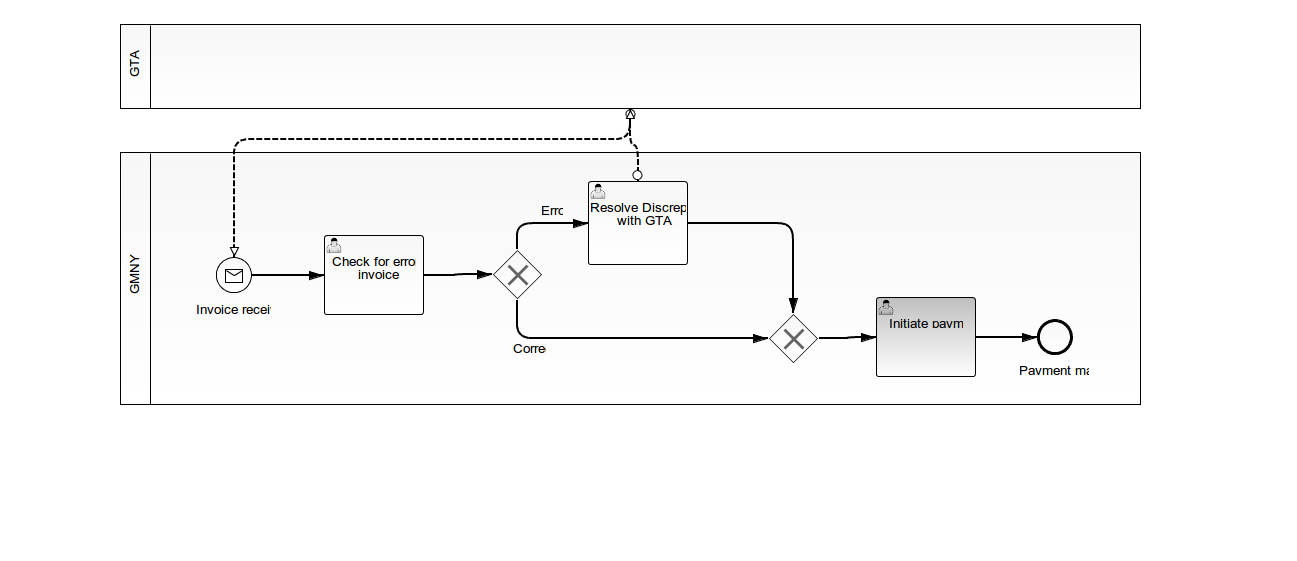 GTA
GMNY
Erro
Resolve Discrep
with GTA
Check for erro
invoice
Invoice recei
Corre
Initiate paym
Payment ma